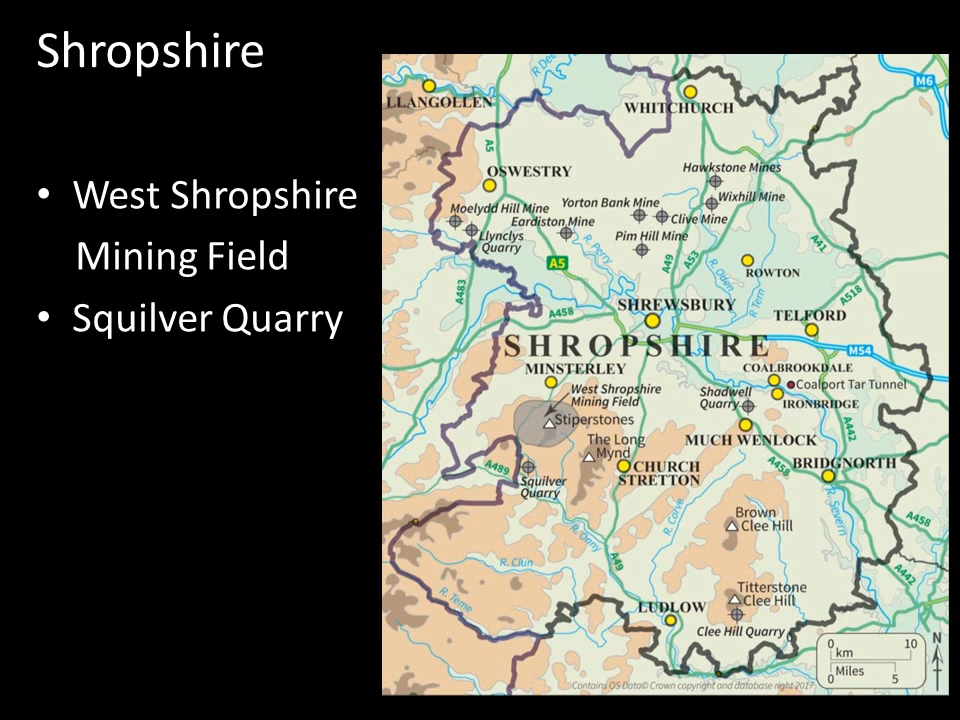 Shropshire
• West Shropshire
Mining Field
• Squilver Quarry
M6
R Dee
LLANGOLLEN
WHITCHURCH
A5
OSWESTRY
Hawkstone Mines
Wixhill Mine
Yorton Bank Mine
Moelydd Hill Mine
Eardiston Mine
Clive Mine
Llynclys
Quarry
Pim Hill Mine
R. Perry
A49
A53
A41
A5
R. Oden
ROWTON
R Tern
A483
A518
SHREWSBURY
A458
TELFORD
SHROPSHIRE
M54
MINSTERLEY
COALBROOKDALE
Coalport Tar Tunnel
West Shropshire
Mining Field
Shadwell
Quarry
IRONBRIDGE
Stiperstones
A442
The Long
Mynd
MUCH WENLOCK
A489
CHURCH
STRETTON
A458
BRIDGNORTH
Squilver
Quarry
R. Severn
R. Corve
Brown
Clee Hill
A458
R. Onny
A49
R. Clun
A442
Titterstone
Clee Hill
R. Teme
LUDLOW
Clee Hill Quarry
0 10
km
Miles
0 5
N
Contains OS Data© Crown copyright and database right 2017